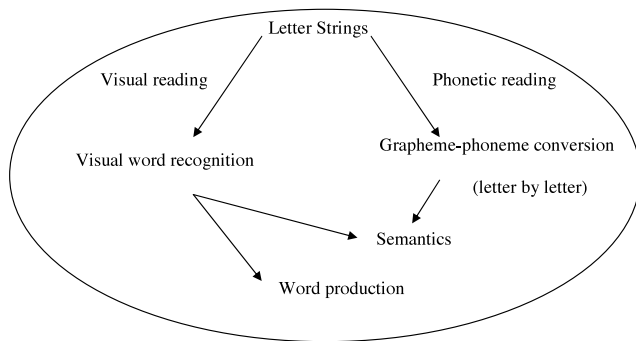 Letter Strings
Visual reading
Phonetic reading
Visual word recognition
Grapheme-phoneme conversion
(letter by letter)
Semantics
Word production